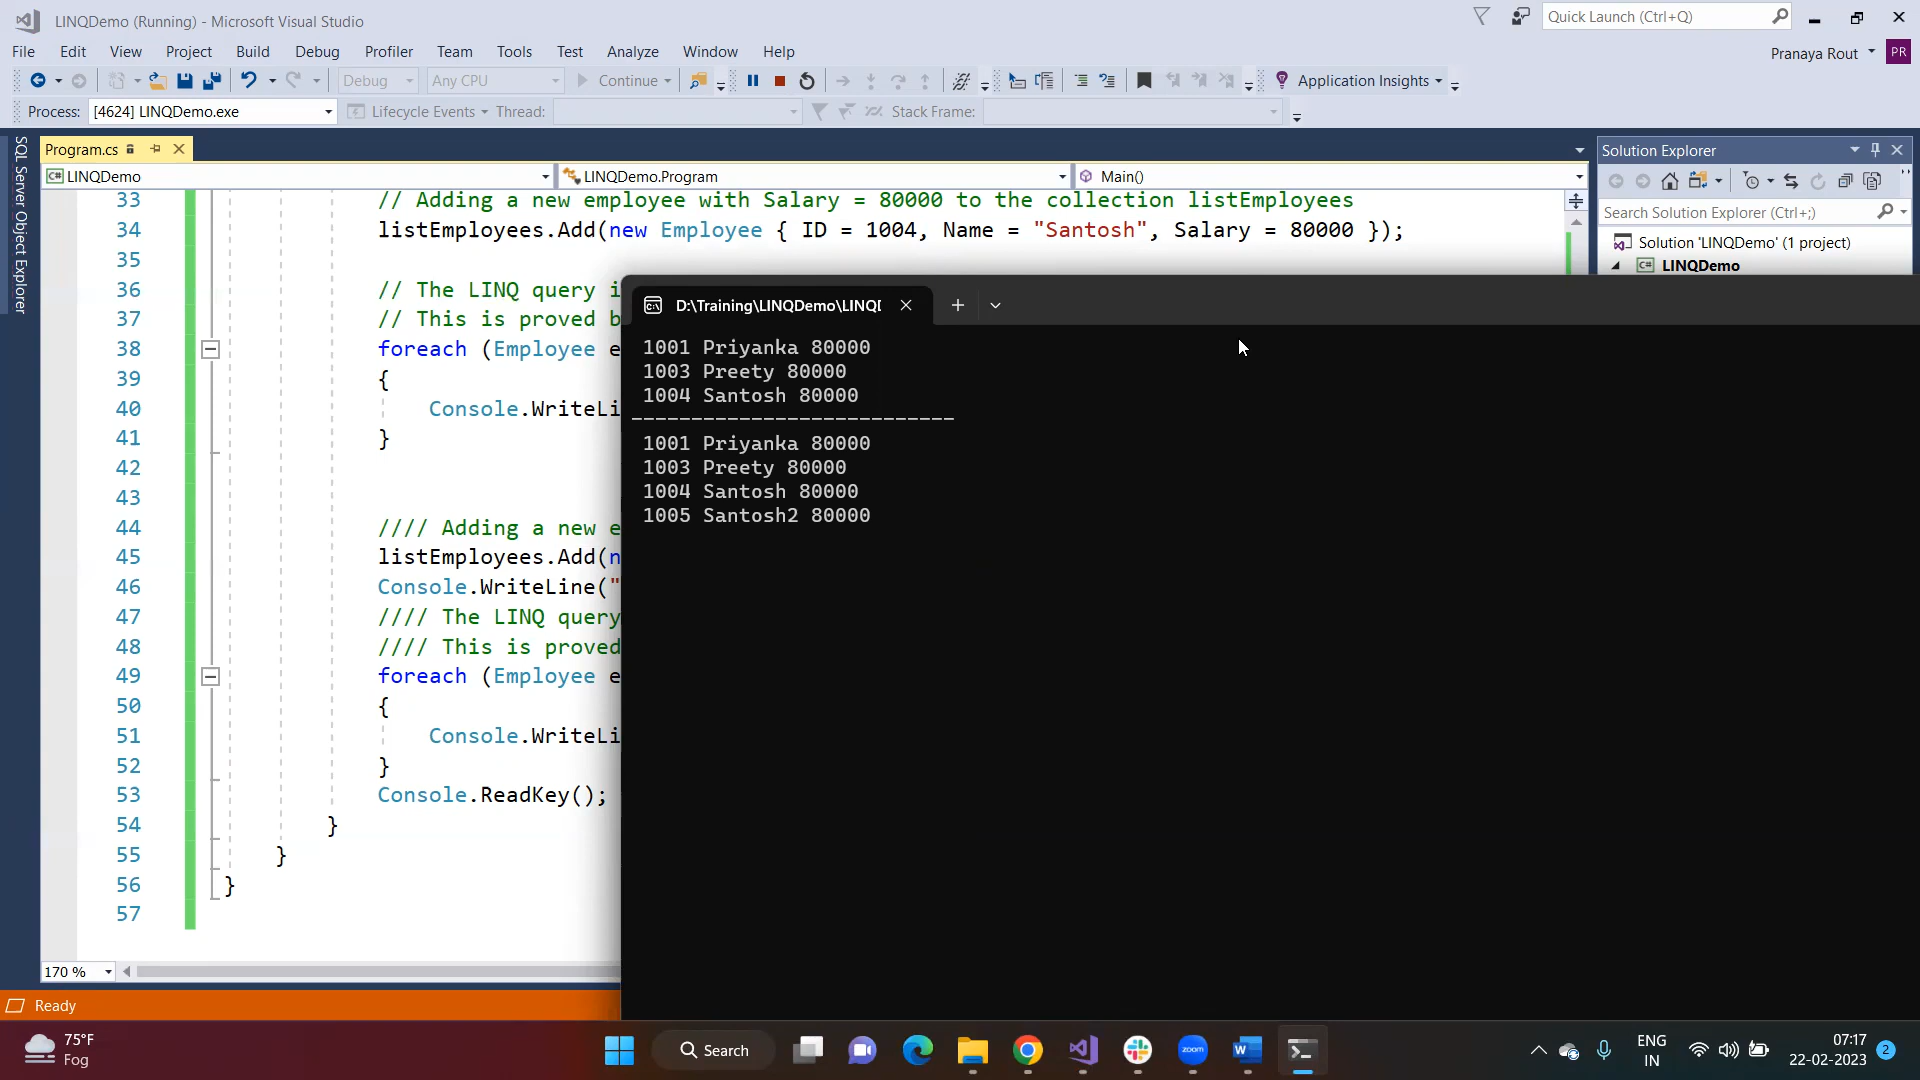 LINQDemo (Running) - Microsoft Visual Studio
Quick Launch (Ctrl+Q)
File Edit View Project Build Debug Profiler Team Tools Test Analyze Window Help
Pranaya Rout PR
Debug Any CPU Continue Application Insights
Process: [4624] LINQDemo.exe Lifecycle Events Thread: Stack Frame:
SQL Server Object Explorer
Program.cs
Solution Explorer
C# LINQDemo LINQDemo.Program Main()
Search Solution Explorer (Ctrl+;)
Solution 'LINQDemo' (1 project)
C# LINQDemo
33 // Adding a new employee with Salary = 80000 to the collection listEmployees
34 listEmployees.Add(new Employee { ID = 1004, Name = "Santosh", Salary = 80000 });
35
36 // The LINQ query i
37 // This is proved b
38 foreach (Employee e
39 {
40 Console.WriteLi
41 }
42
43
44 //// Adding a new e
45 listEmployees.Add(n
46 Console.WriteLine("
47 //// The LINQ query
48 //// This is proved
49 foreach (Employee e
50 {
51 Console.WriteLi
52 }
53 Console.ReadKey();
54 }
55 }
56 }
57
D:\Training\LINQDemo\LINQ
1001 Priyanka 80000
1003 Preety 80000
1004 Santosh 80000
---------------------------
1001 Priyanka 80000
1003 Preety 80000
1004 Santosh 80000
1005 Santosh2 80000
170 %
Ready
75°F
Fog
Search
zoom
ENG
IN
07:17
22-02-2023
2